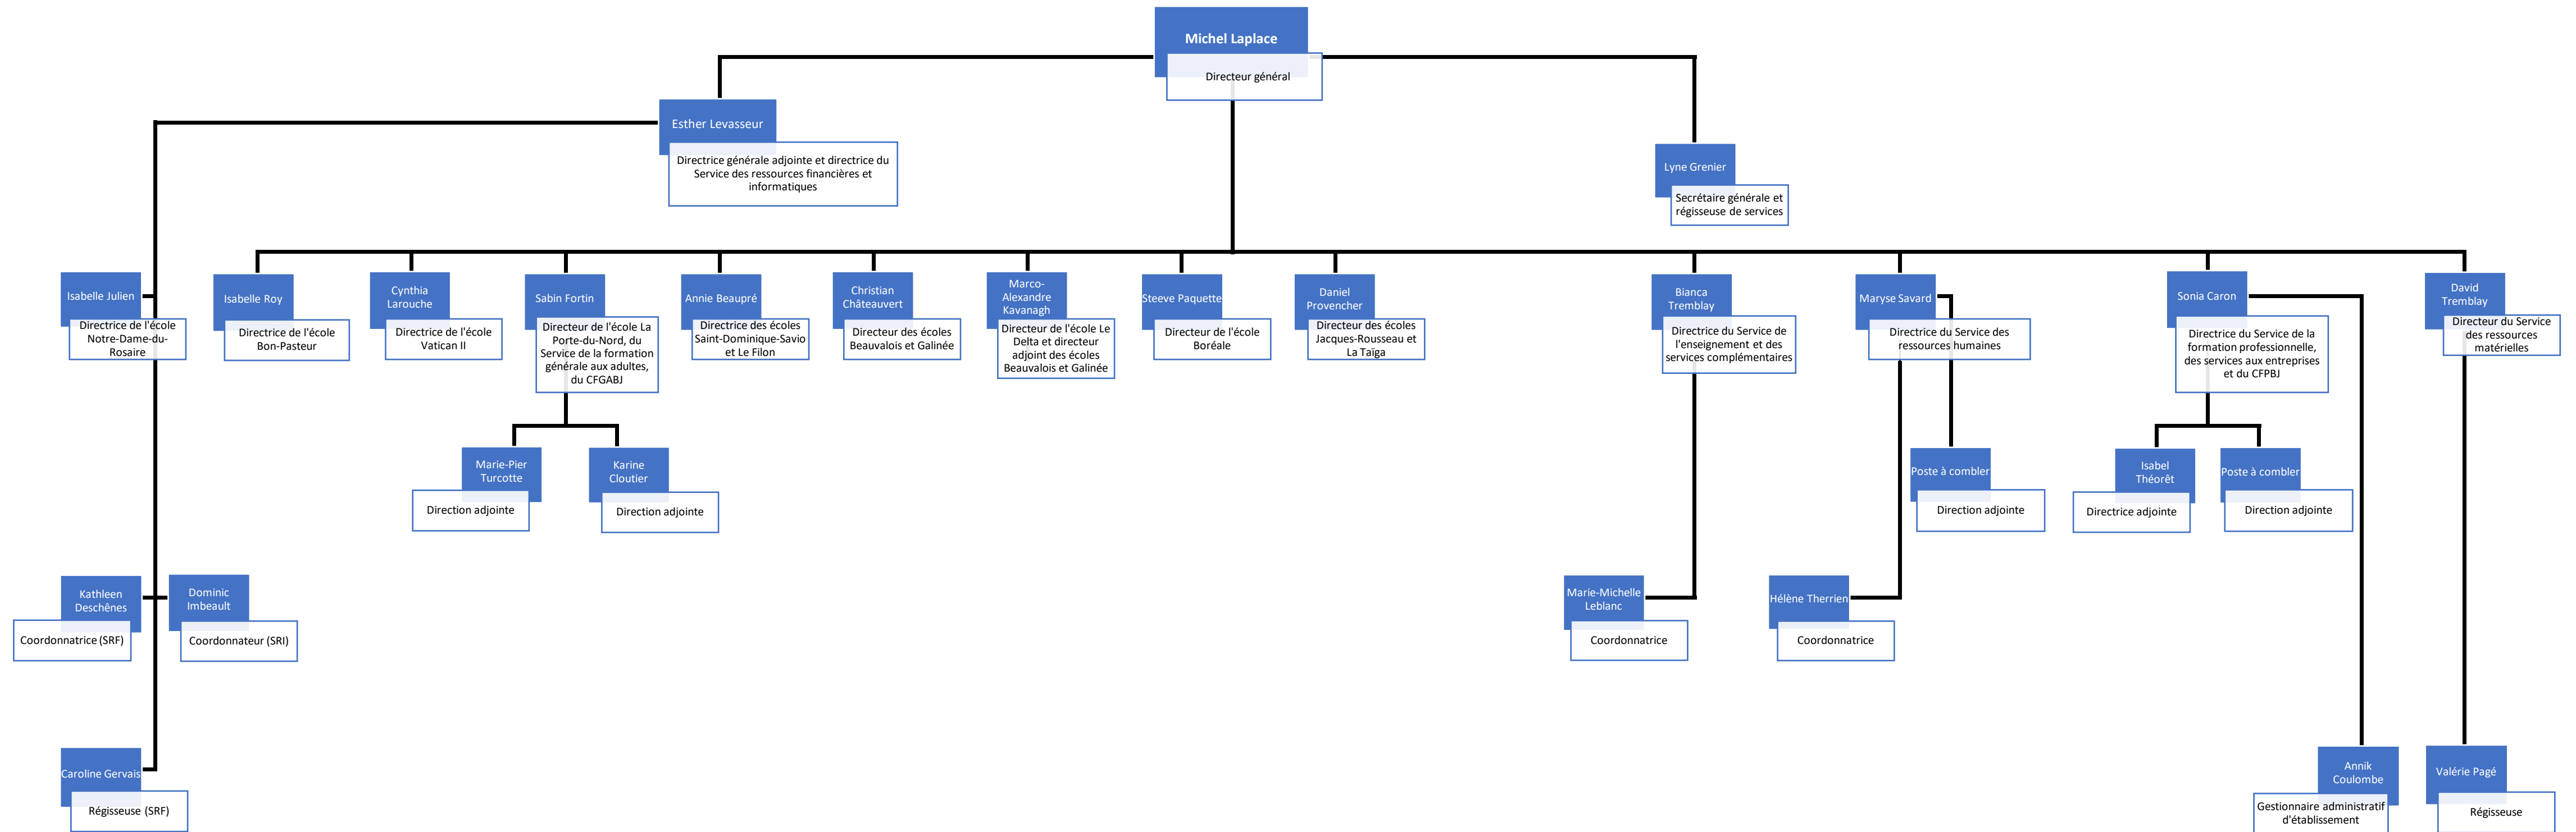 Michel Laplace
Directeur général
Esther Levasseur
Directrice générale adjointe et directrice du
Service des ressources financières et
informatiques
Lyne Grenier
Secrétaire générale et
régisseuse de services
Isabelle Julien
Directrice de l'école
Notre-Dame-du-
Rosaire
Isabelle Roy
Directrice de l'école
Bon-Pasteur
Cynthia
Larouche
Directrice de l'école
Vatican II
Sabin Fortin
Directeur de l'école La
Porte-du-Nord, du
Service de la formation
générale aux adultes,
du CFGABJ
Annie Beaupré
Directrice des écoles
Saint-Dominique-Savio
et Le Filon
Christian
Châteauvert
Directeur des écoles
Beauvalois et Galinée
Marco-
Alexandre
Kavanagh
Directeur de l'école Le
Delta et directeur
adjoint des écoles
Beauvalois et Galinée
Steeve Paquette
Directeur de l'école
Boréale
Daniel
Provencher
Directeur des écoles
Jacques-Rousseau et
La Taïga
Bianca
Tremblay
Directrice du Service de
l'enseignement et des
services complémentaires
Maryse Savard
Directrice du Service des
ressources humaines
Sonia Caron
Directrice du Service de la
formation professionnelle,
des services aux entreprises
et du CFPBJ
David
Tremblay
Directeur du Service
des ressources
matérielles
Marie-Pier
Turcotte
Direction adjointe
Karine
Cloutier
Direction adjointe
Poste à combler
Direction adjointe
Isabel
Théorêt
Directrice adjointe
Poste à combler
Direction adjointe
Kathleen
Deschênes
Coordonnatrice (SRF)
Dominic
Imbeault
Coordonnateur (SRI)
Marie-Michelle
Leblanc
Coordonnatrice
Hélène Therrien
Coordonnatrice
Caroline Gervais
Régisseuse (SRF)
Annik
Coulombe
Gestionnaire administratif
d'établissement
Valérie Pagé
Régisseuse